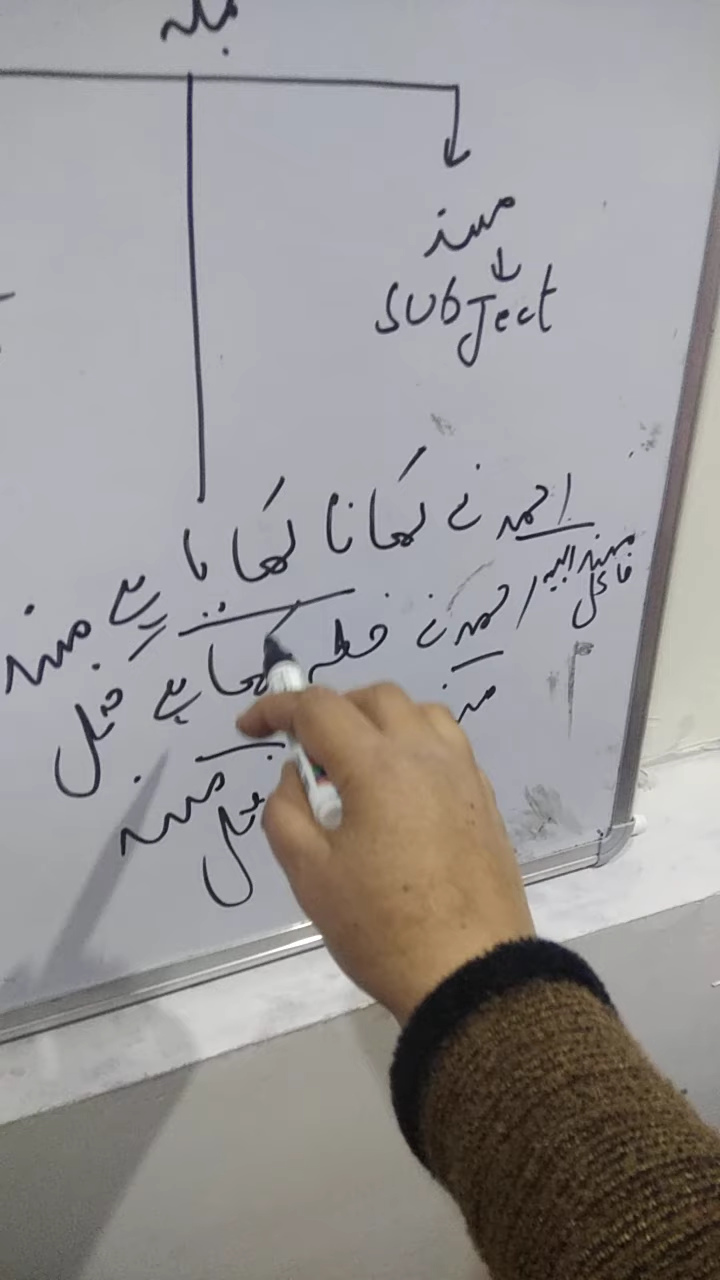 جملہ
مسند
SUBJect
احمد نے کھانا کھایا ہے مسند
مسند الیہ
فاعل
احمد نے خط لکھا ہے فعل
مسند
فعل